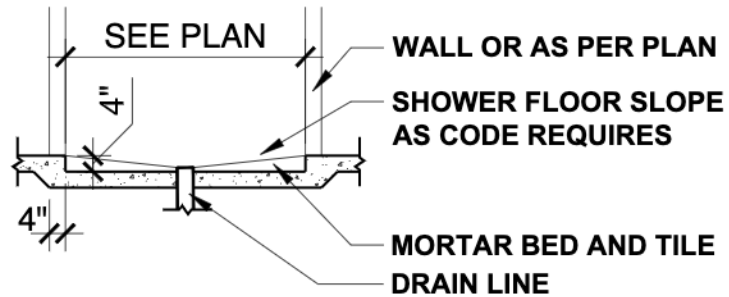 SEE PLAN
WALL OR AS PER PLAN
4"
SHOWER FLOOR SLOPE
AS CODE REQUIRES
4"
MORTAR BED AND TILE
DRAIN LINE